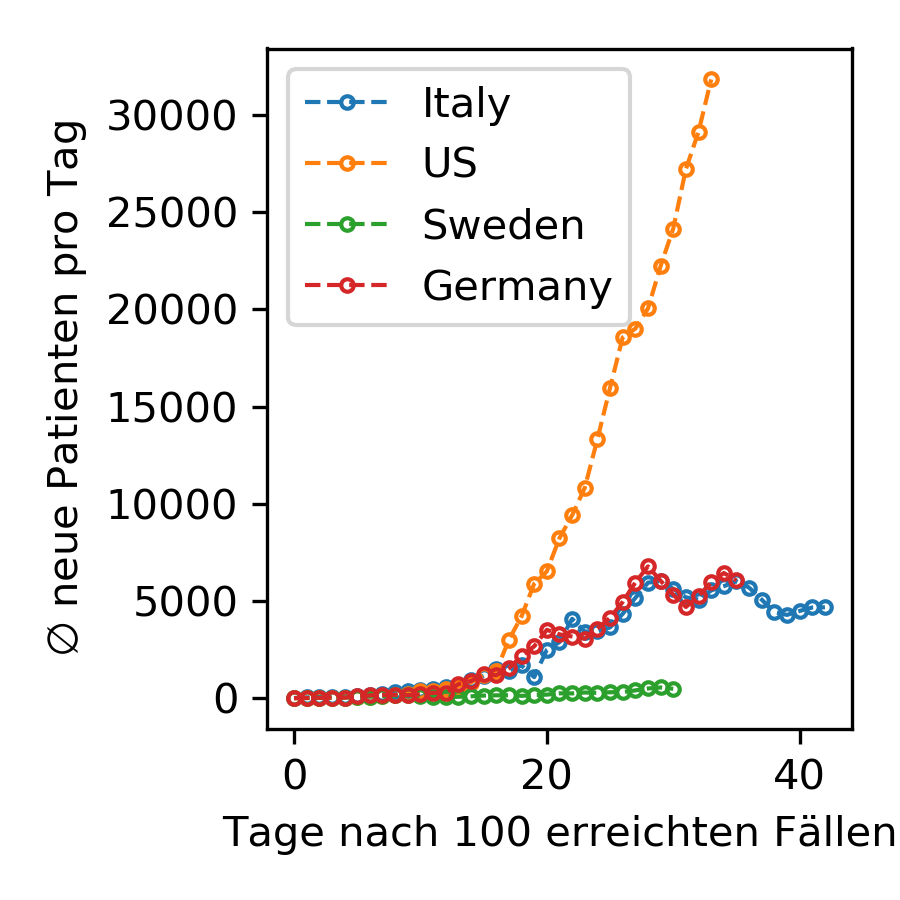 ∅ neue Patienten pro Tag
30000
25000
20000
15000
10000
5000
0
Italy
US
Sweden
Germany
0 20 40
Tage nach 100 erreichten Fällen